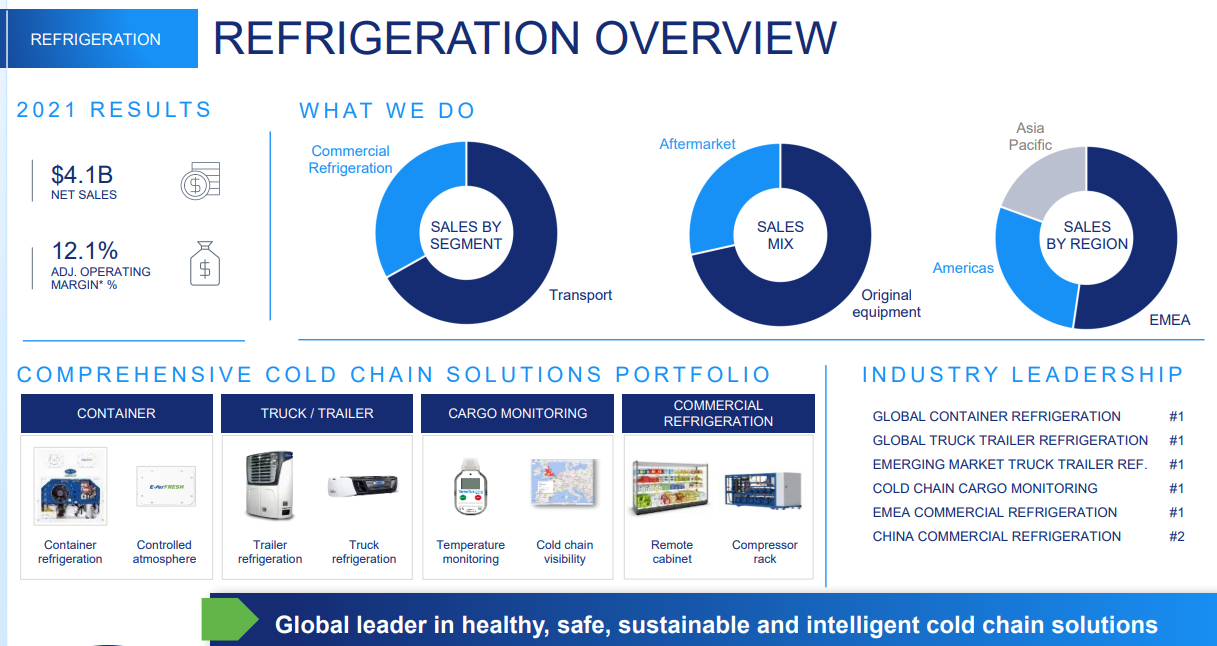 REFRIGERATION
REFRIGERATION OVERVIEW
2021 RESULTS
$4.1B
NET SALES
12.1%
ADJ. OPERATING
MARGIN* %
WHAT WE DO
Commercial
Refrigeration
SALES BY
SEGMENT
Transport
Aftermarket
SALES
MIX
Original
equipment
Asia
Pacific
Americas
SALES
BY REGION
EMEA
COMPREHENSIVE COLD CHAIN SOLUTIONS PORTFOLIO
CONTAINER
Container
refrigeration
Controlled
atmosphere
TRUCK / TRAILER
Trailer
refrigeration
Truck
refrigeration
CARGO MONITORING
Temperature
monitoring
Cold chain
visibility
COMMERCIAL
REFRIGERATION
Remote
cabinet
Compressor
rack
INDUSTRY LEADERSHIP
GLOBAL CONTAINER REFRIGERATION #1
GLOBAL TRUCK TRAILER REFRIGERATION #1
EMERGING MARKET TRUCK TRAILER REF. #1
COLD CHAIN CARGO MONITORING #1
EMEA COMMERCIAL REFRIGERATION #1
CHINA COMMERCIAL REFRIGERATION #2
Global leader in healthy, safe, sustainable and intelligent cold chain solutions